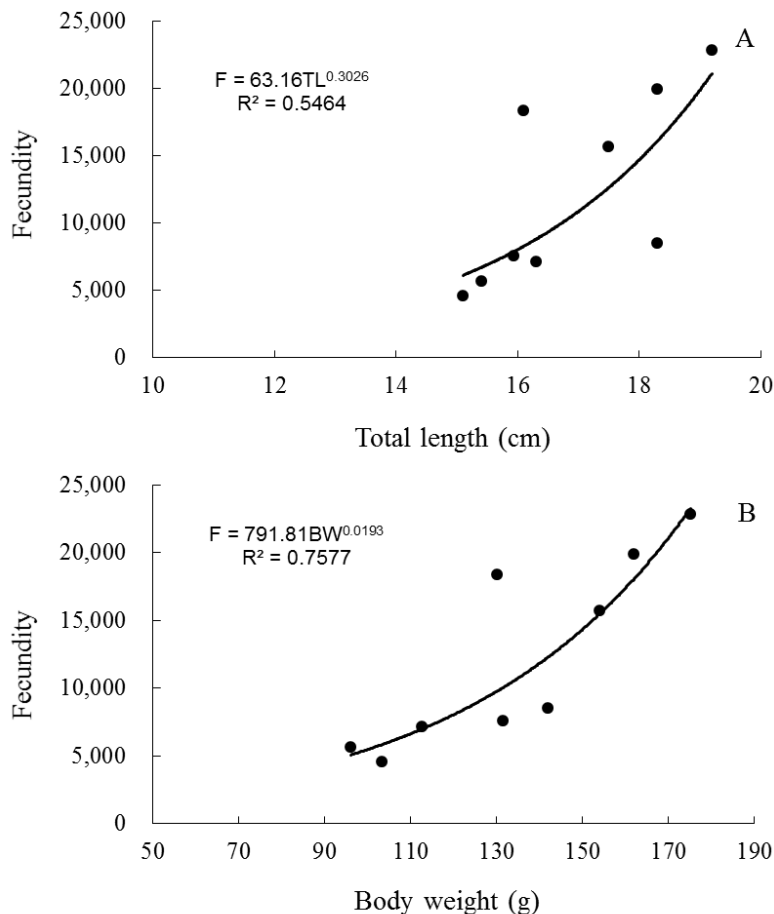 A
25,000
20,000
15,000
10,000
5,000
0
Fecundity
F = 63.16TL^0.3026
R² = 0.5464
10 12 14 16 18 20
Total length (cm)
B
25,000
20,000
15,000
10,000
5,000
0
Fecundity
F = 791.81BW^0.0193
R² = 0.7577
50 70 90 110 130 150 170 190
Body weight (g)